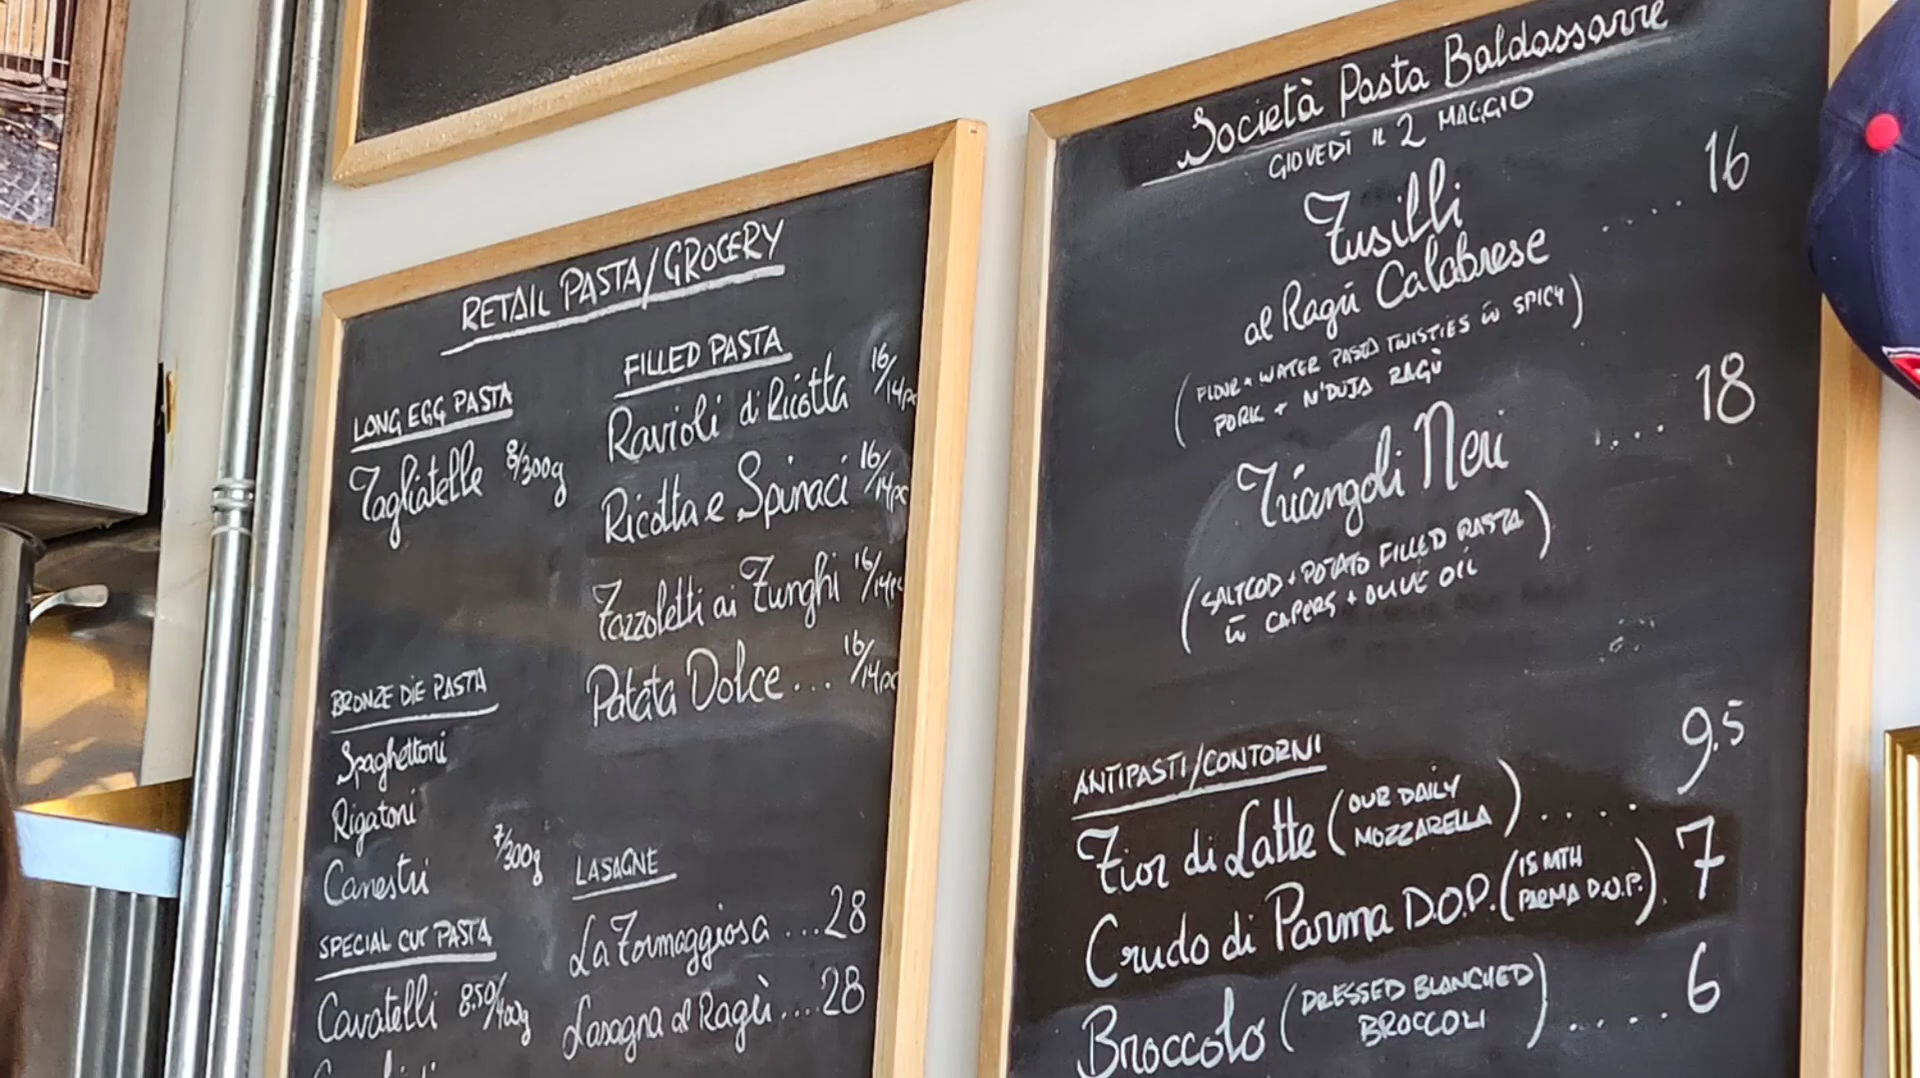 RETAIL PASTA/GROCERY
LONG EGG PASTA
Tagliatelle 8/300g
BRONZE DIE PASTA
Spaghettoni
Rigatoni
Canestri 7/300g
SPECIAL CUT PASTA
Cavatelli 8.50/400g
FILLED PASTA
Ravioli di Ricotta 16/14pc
Ricotta e Spinaci 16/14pc
Fazzoletti ai Funghi 16/14pc
Patata Dolce ... 16/14pc
LASAGNE
La Formaggiosa ...28
Lasagna al Ragù ....28
Società Pasta Baldassarre
GIOVEDÌ IL 2 MAGGIO
Fusilli ..... 16
al Ragù Calabrese
(FLOUR + WATER PASTA TWISTIES IN SPICY
PORK + N'DUJA RAGÙ)
Triangoli Neri .... 18
(SALTCOD + POTATO FILLED PASTA
IN CAPERS + OLIVE OIL)
ANTIPASTI/CONTORNI
Fior di Latte (OUR DAILY MOZZARELLA) ..... 9.5
Crudo di Parma D.O.P. (18 MTH PARMA D.O.P.) . 7
Broccolo (DRESSED BLANCHED BROCCOLI) ..... 6